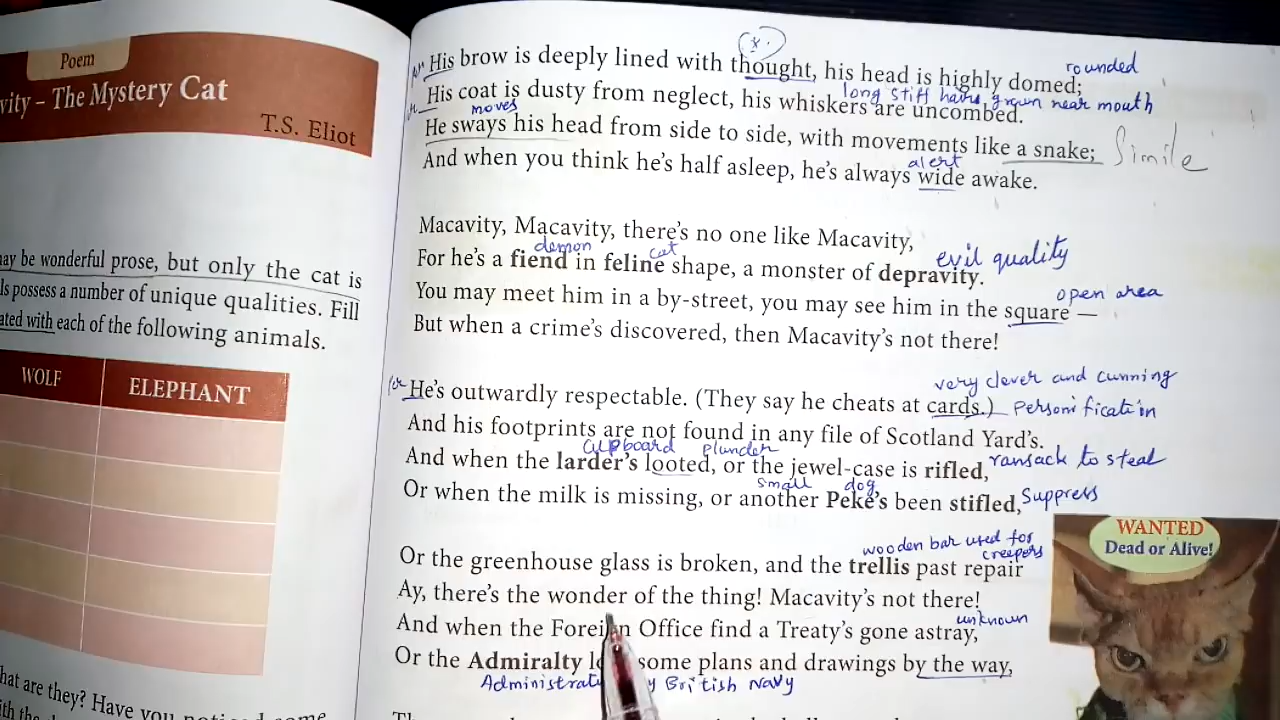 Poem
vity – The Mystery Cat
T.S. Eliot
may be wonderful prose, but only the cat is
ls possess a number of unique qualities. Fill
ated with each of the following animals.
WOLF
ELEPHANT
hat are they? Have you noticed some
His brow is deeply lined with thought, his head is highly domed;
rounded
His coat is dusty from neglect, his whiskers are uncombed.
long stiff hairs grown near mouth
moves
He sways his head from side to side, with movements like a snake;
Simile
And when you think he's half asleep, he's always wide awake.
alert
Macavity, Macavity, there's no one like Macavity,
demon
cat
For he's a fiend in feline shape, a monster of depravity.
evil quality
You may meet him in a by-street, you may see him in the square —
open area
But when a crime's discovered, then Macavity's not there!
He's outwardly respectable. (They say he cheats at cards.)
very clever and cunning
Personification
And his footprints are not found in any file of Scotland Yard's.
cupboard
plunder
And when the larder's looted, or the jewel-case is rifled,
ransack to steal
small dog
Or when the milk is missing, or another Peke's been stifled,
Suppress
Or the greenhouse glass is broken, and the trellis past repair
wooden bar used for
creepers
Ay, there's the wonder of the thing! Macavity's not there!
And when the Foreign Office find a Treaty's gone astray,
unknown
Or the Admiralty some plans and drawings by the way,
British Navy
WANTED
Dead or Alive!